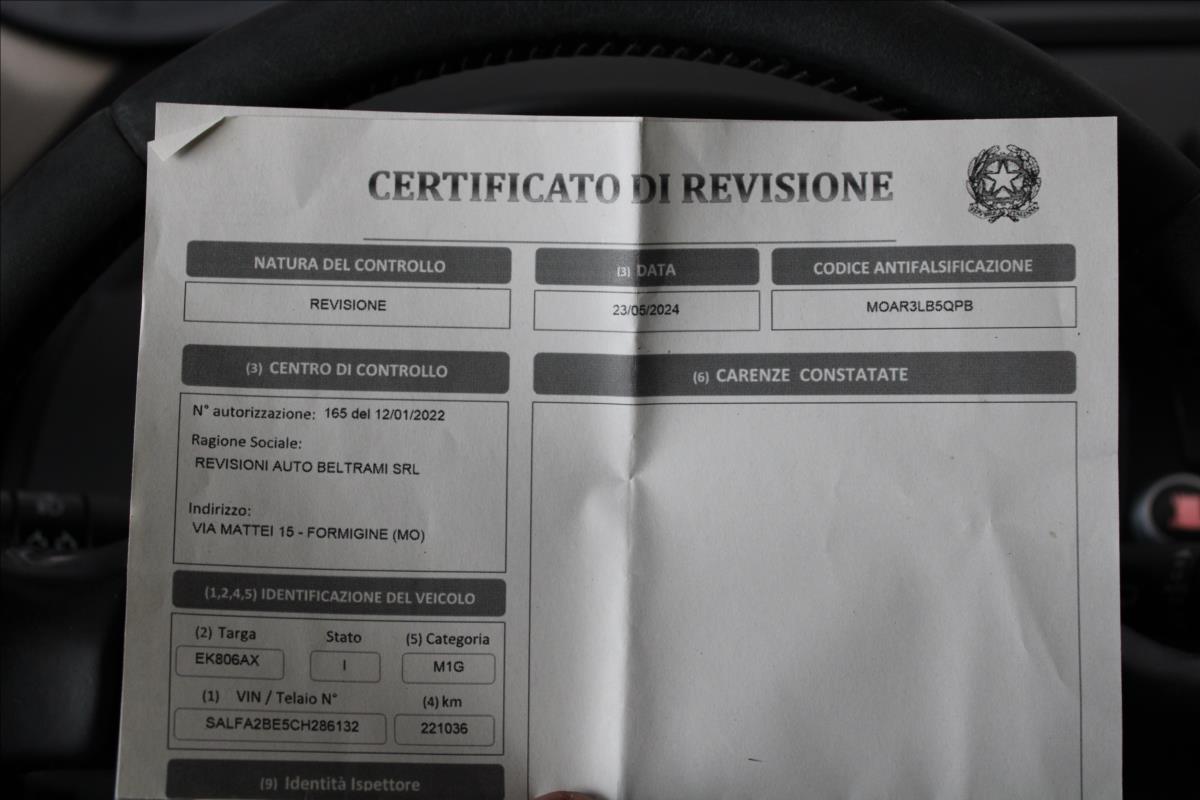 CERTIFICATO DI REVISIONE
NATURA DEL CONTROLLO
REVISIONE
(3) DATA
23/05/2024
CODICE ANTIFALSIFICAZIONE
MOAR3LB5QPB
(3) CENTRO DI CONTROLLO
N° autorizzazione: 165 del 12/01/2022
Ragione Sociale:
REVISIONI AUTO BELTRAMI SRL
Indirizzo:
VIA MATTEI 15 - FORMIGINE (MO)
(6) CARENZE CONSTATATE
(1,2,4,5) IDENTIFICAZIONE DEL VEICOLO
(2) Targa Stato (5) Categoria
EK806AX I M1G
(1) VIN / Telaio N° (4) km
SALFA2BE5CH286132 221036
(9) Identità Ispettore